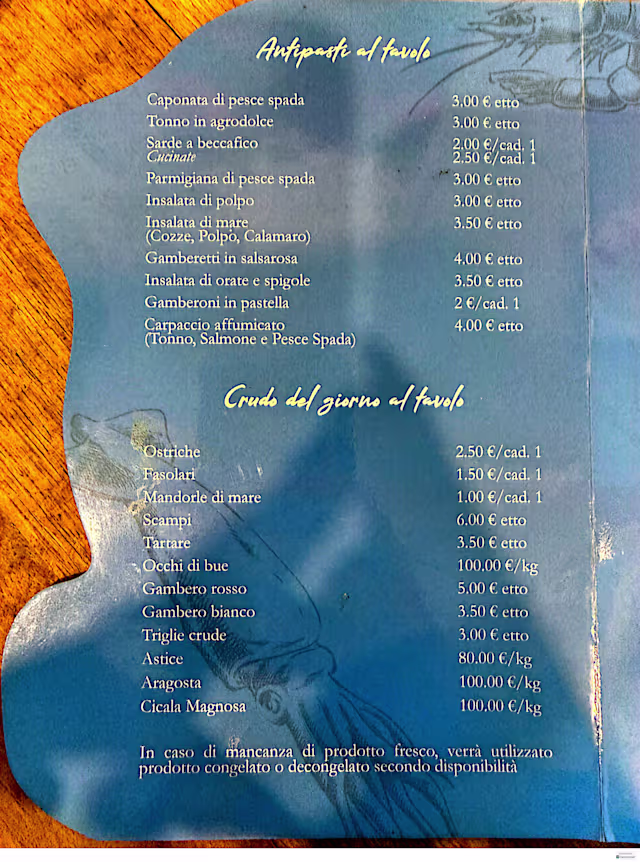 Antipasti al tavolo
Caponata di pesce spada 3.00 € etto
Tonno in agrodolce 3.00 € etto
Sarde a beccafico 2.00 €/cad. 1
Cucinate 2.50 €/cad. 1
Parmigiana di pesce spada 3.00 € etto
Insalata di polpo 3.00 € etto
Insalata di mare 3.50 € etto
(Cozze, Polpo, Calamaro)
Gamberetti in salsarosa 4.00 € etto
Insalata di orate e spigole 3.50 € etto
Gamberoni in pastella 2 €/cad. 1
Carpaccio affumicato 4.00 € etto
(Tonno, Salmone e Pesce Spada)
Crudo del giorno al tavolo
Ostriche 2.50 €/cad. 1
Fasolari 1.50 €/cad. 1
Mandorle di mare 1.00 €/cad. 1
Scampi 6.00 € etto
Tartare 3.50 € etto
Occhi di bue 100.00 €/kg
Gambero rosso 5.00 € etto
Gambero bianco 3.50 € etto
Triglie crude 3.00 € etto
Astice 80.00 €/kg
Aragosta 100.00 €/kg
Cicala Magnosa 100.00 €/kg
In caso di mancanza di prodotto fresco, verrà utilizzato
prodotto congelato o decongelato secondo disponibilità